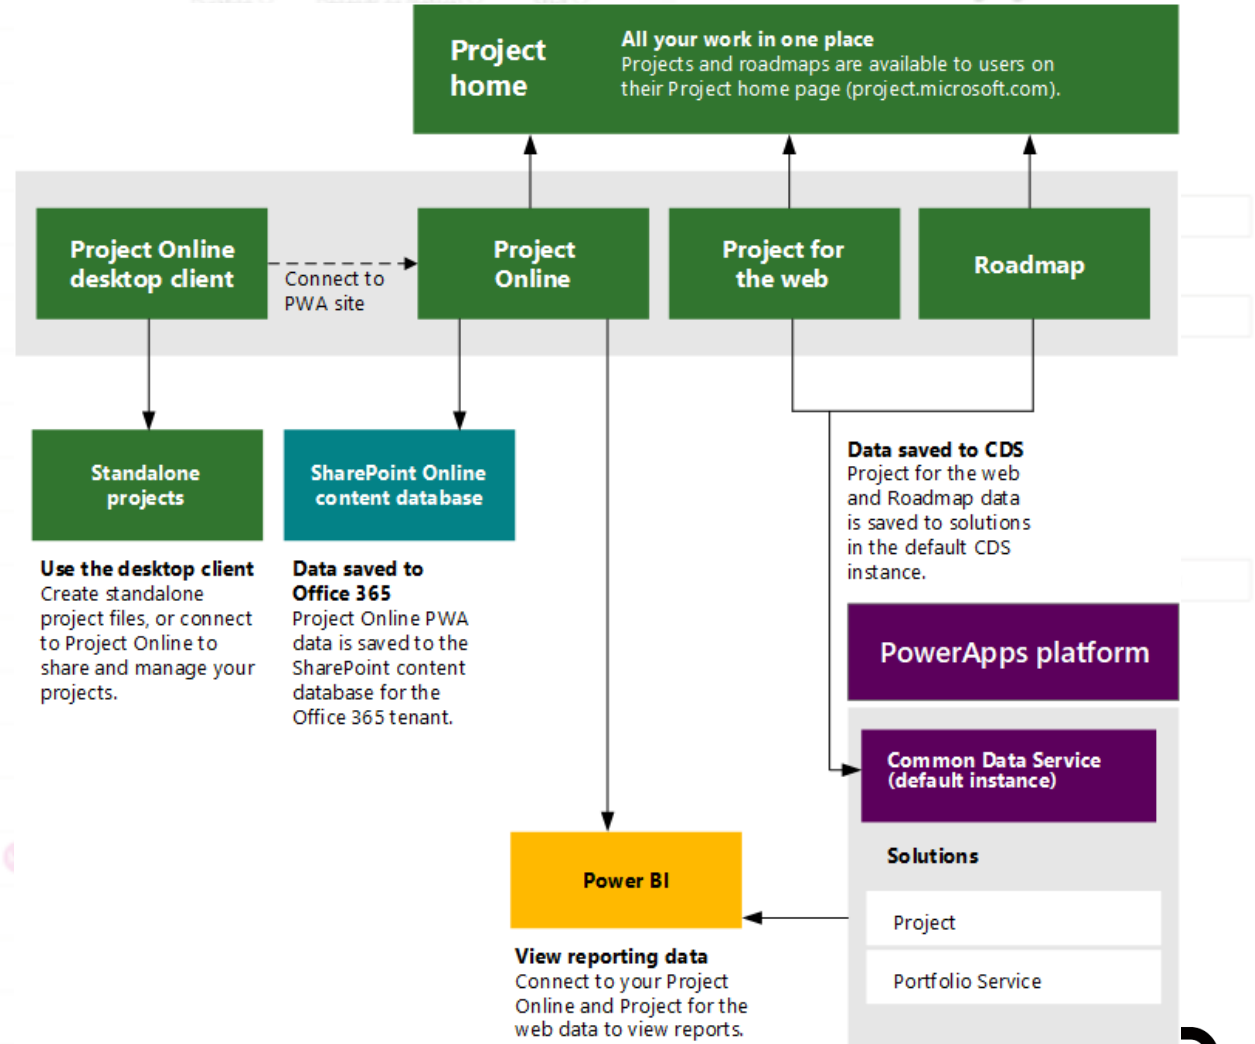 Project
home
All your work in one place
Projects and roadmaps are available to users on
their Project home page (project.microsoft.com).
Project Online
desktop client
Connect to
PWA site
Project
Online
Project for
the web
Roadmap
Standalone
projects
SharePoint Online
content database
Use the desktop client
Create standalone
project files, or connect
to Project Online to
share and manage your
projects.
Data saved to
Office 365
Project Online PWA
data is saved to the
SharePoint content
database for the
Office 365 tenant.
Data saved to CDS
Project for the web
and Roadmap data
is saved to solutions
in the default CDS
instance.
PowerApps platform
Common Data Service
(default instance)
Solutions
Project
Portfolio Service
Power BI
View reporting data
Connect to your Project
Online and Project for the
web data to view reports.